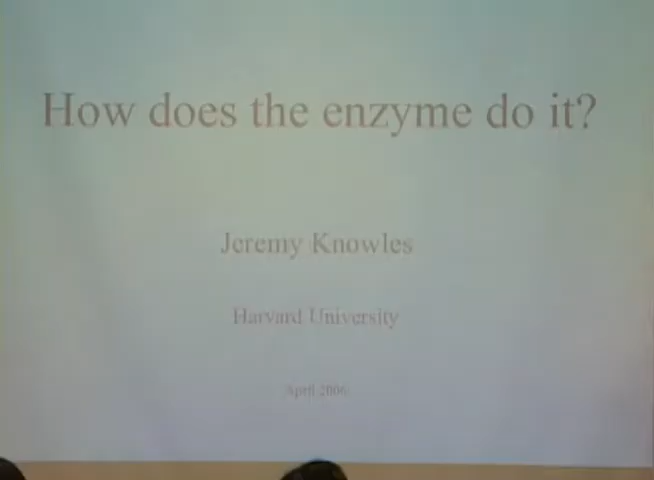 How does the enzyme do it?
Jeremy Knowles
Harvard University
April 2006